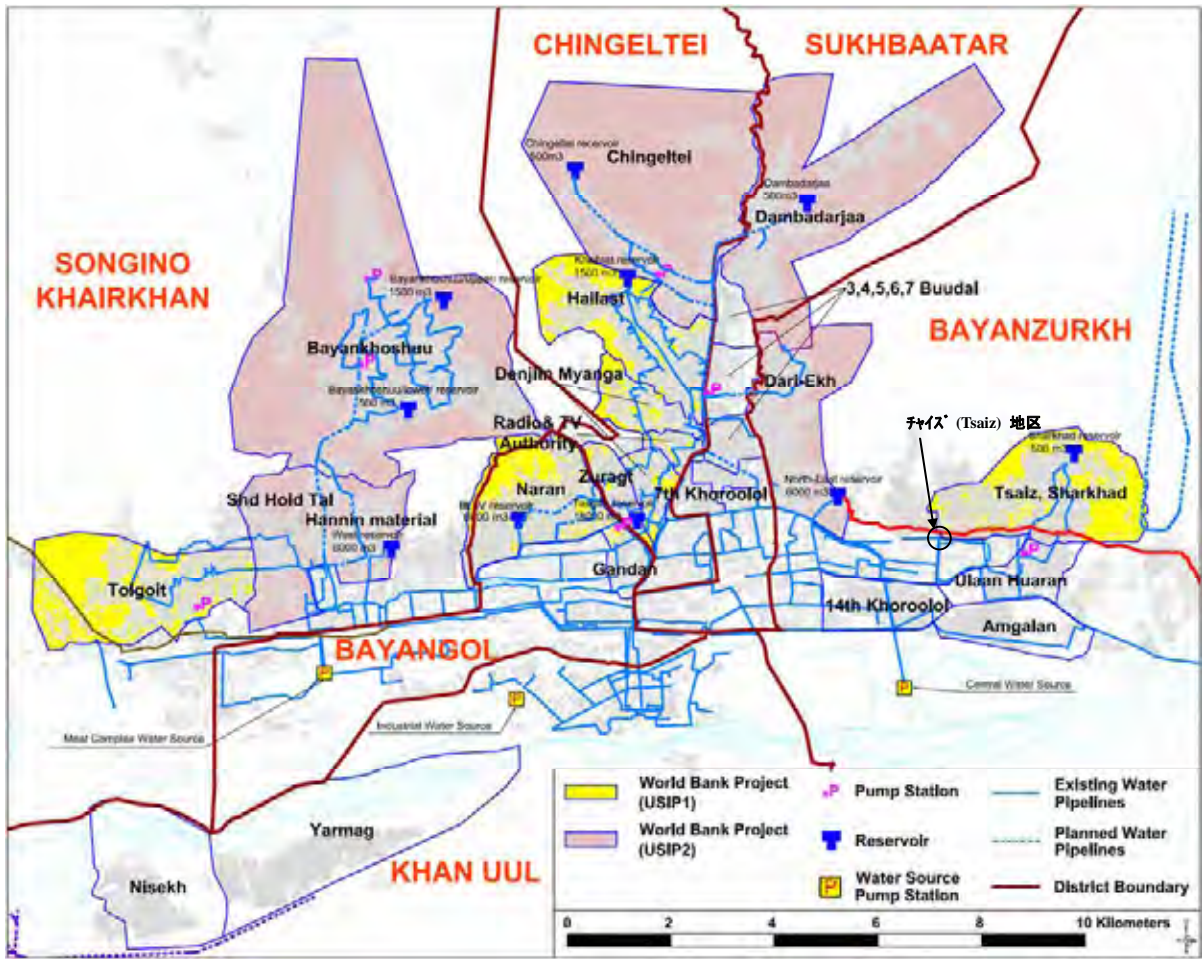 CHINGELTEI
SUKHBAATAR
Chingeltei reservoir
500m3
Chingeltei
Dambadarjaa
500m3
Dambadarjaa
SONGINO
KHAIRKHAN
Hailast reservoir
1500 m3
Hailast
1500 m3
3,4,5,6,7 Buudal
BAYANZURKH
Bayankhoshuu
Denjiin Myanga
Dari-Ekh
500 m3
Radio& TV
Authority
チャイズ (Tsaiz) 地区
Sharkhad reservoir
500 m3
Naran
Zuragt
7th Khoroolol
North-East reservoir
6000 m3
Tsaiz, Sharkhad
Shd Hold Tal
Hannin material
West reservoir
6000 m3
Tolgoit
Gandan
Ulaan Huaran
14th Khoroolol
Amgalan
BAYANGOL
P
P
P
Central Water Source
Meat Complex Water Source
Industrial Water Source
Yarmag
Nisekh
KHAN UUL
World Bank Project
(USIP1)
P
Pump Station
Existing Water
Pipelines
World Bank Project
(USIP2)
Reservoir
Planned Water
Pipelines
P
Water Source
Pump Station
District Boundary
0 2 4 6 8 10 Kilometers